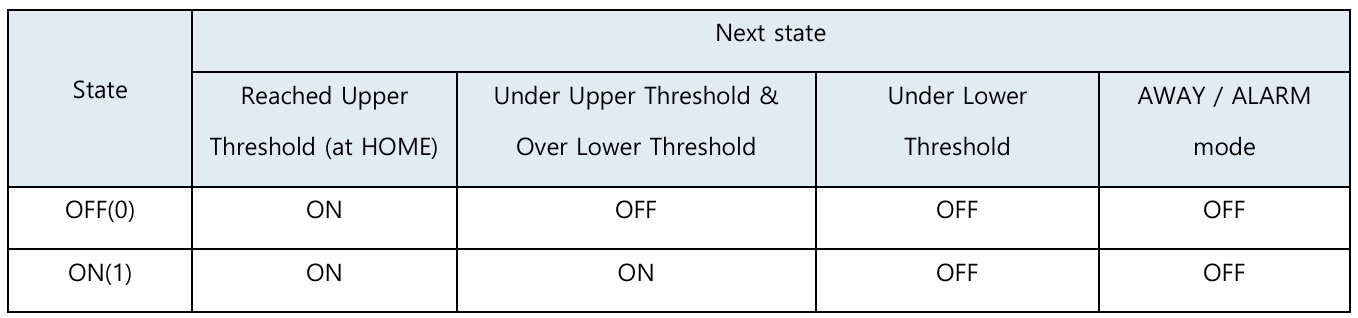 Next state
State
Reached Upper
Threshold (at HOME)
Under Upper Threshold &
Over Lower Threshold
Under Lower
Threshold
AWAY / ALARM
mode
OFF(0) ON OFF OFF OFF
ON(1) ON ON OFF OFF